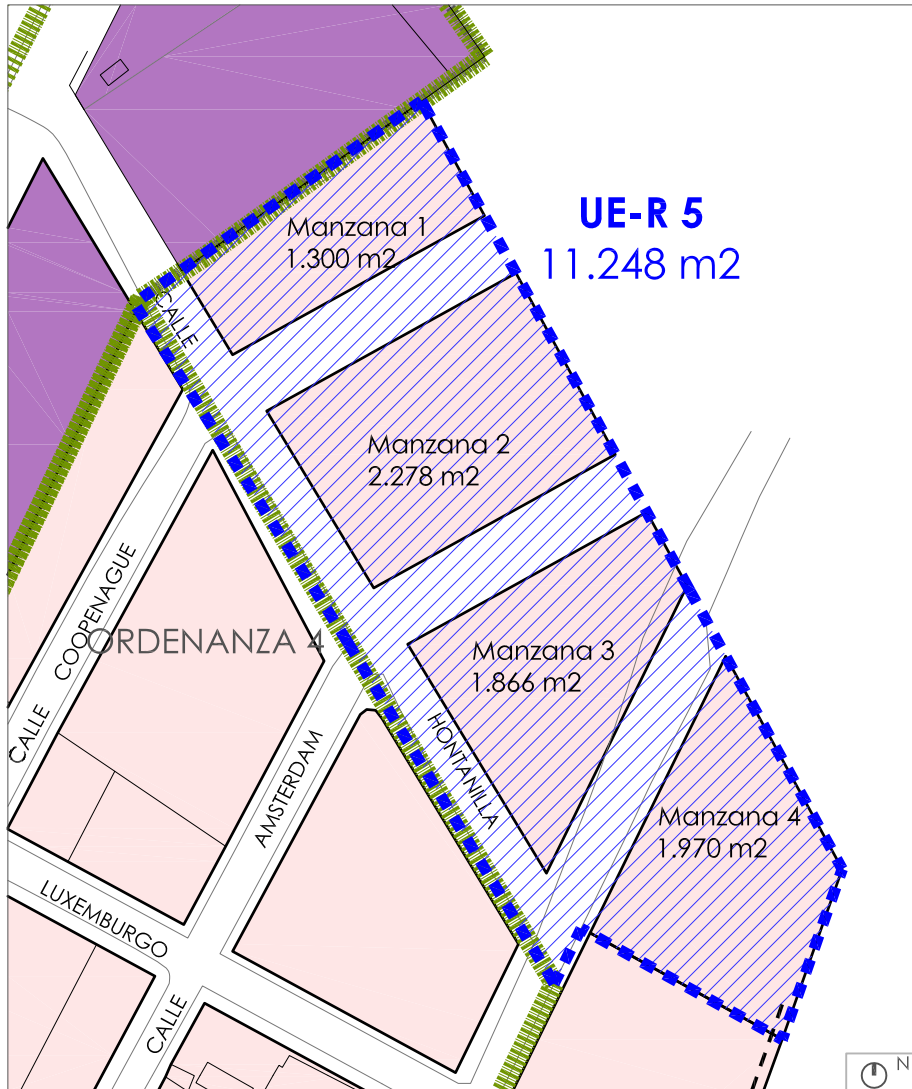 UE-R 5
11.248 m2
Manzana 1
1.300 m2
CALLE
Manzana 2
2.278 m2
COOPENAGUE
CALLE
ORDENANZA 4
Manzana 3
1.866 m2
HONTANILLA
AMSTERDAM
Manzana 4
1.970 m2
LUXEMBURGO
CALLE
N